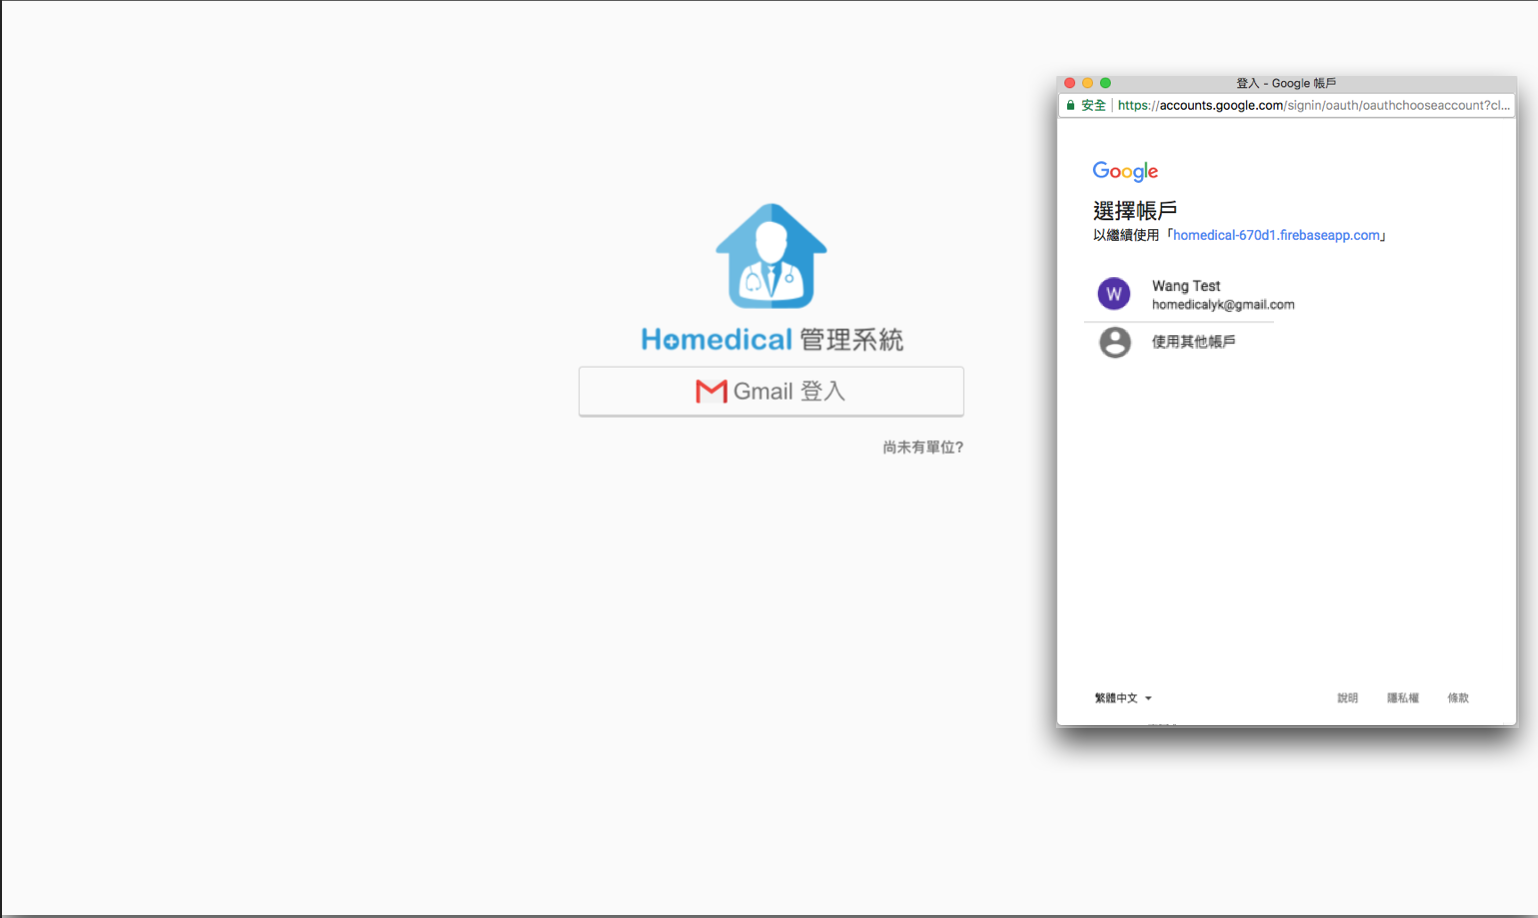 Homedical 管理系統
Gmail 登入
尚未有單位?
登入 - Google 帳戶
安全 | https://accounts.google.com/signin/oauth/oauthchooseaccount?cl...
Google
選擇帳戶
以繼續使用「homedical-670d1.firebaseapp.com」
W
Wang Test
homedicalyk@gmail.com
使用其他帳戶
繁體中文
說明 隱私權 條款